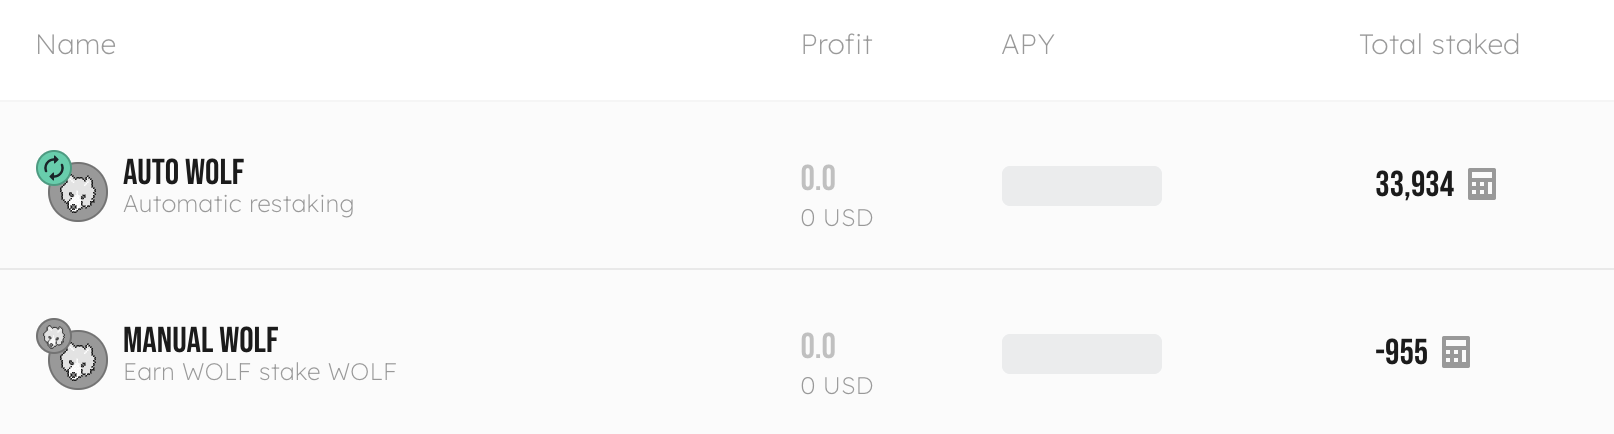 Name Profit APY Total staked
AUTO WOLF
Automatic restaking
0.0
0 USD
33,934
MANUAL WOLF
Earn WOLF stake WOLF
0.0
0 USD
-955